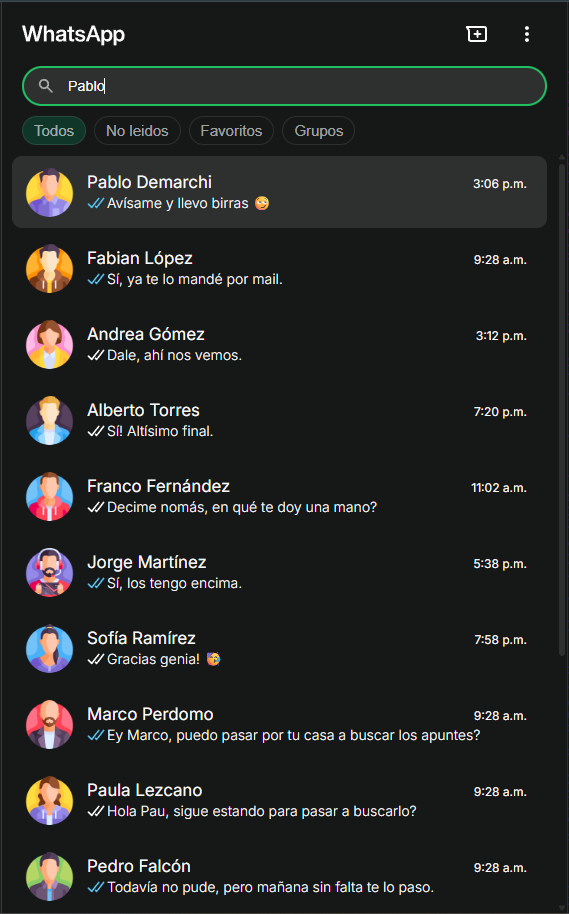 WhatsApp
Pablo
Todos No leidos Favoritos Grupos
Pablo Demarchi 3:06 p.m.
Avísame y llevo birras 😳
Fabian López 9:28 a.m.
Sí, ya te lo mandé por mail.
Andrea Gómez 3:12 p.m.
Dale, ahí nos vemos.
Alberto Torres 7:20 p.m.
Sí! Altísimo final.
Franco Fernández 11:02 a.m.
Decime nomás, en qué te doy una mano?
Jorge Martínez 5:38 p.m.
Sí, los tengo encima.
Sofía Ramírez 7:58 p.m.
Gracias genia! 🥳
Marco Perdomo 9:28 a.m.
Ey Marco, puedo pasar por tu casa a buscar los apuntes?
Paula Lezcano 9:28 a.m.
Hola Pau, sigue estando para pasar a buscarlo?
Pedro Falcón 9:28 a.m.
Todavía no pude, pero mañana sin falta te lo paso.